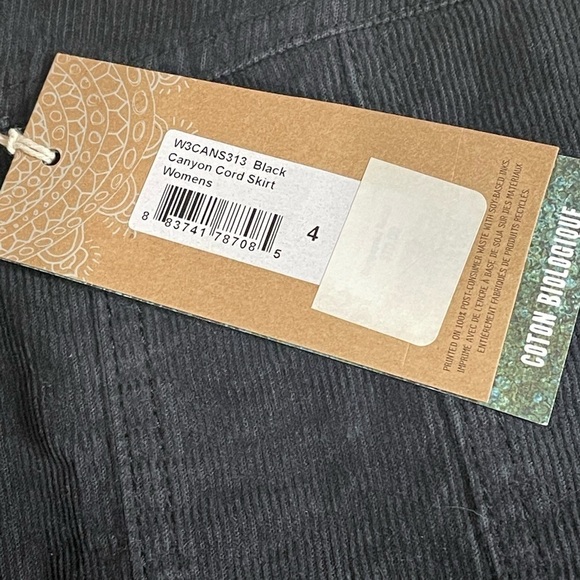 W3CANS313 Black
Canyon Cord Skirt
Womens
8 83741 78708 5
4
PRINTED ON 100% POST-CONSUMER WASTE WITH SOY-BASED INKS.
IMPRIMÉ AVEC DE L'ENCRE À BASE DE SOJA SUR DES MATÉRIAUX
ENTIÈREMENT FABRIQUÉS DE PRODUITS RECYCLÉS.
COTON BIOLOGIQUE